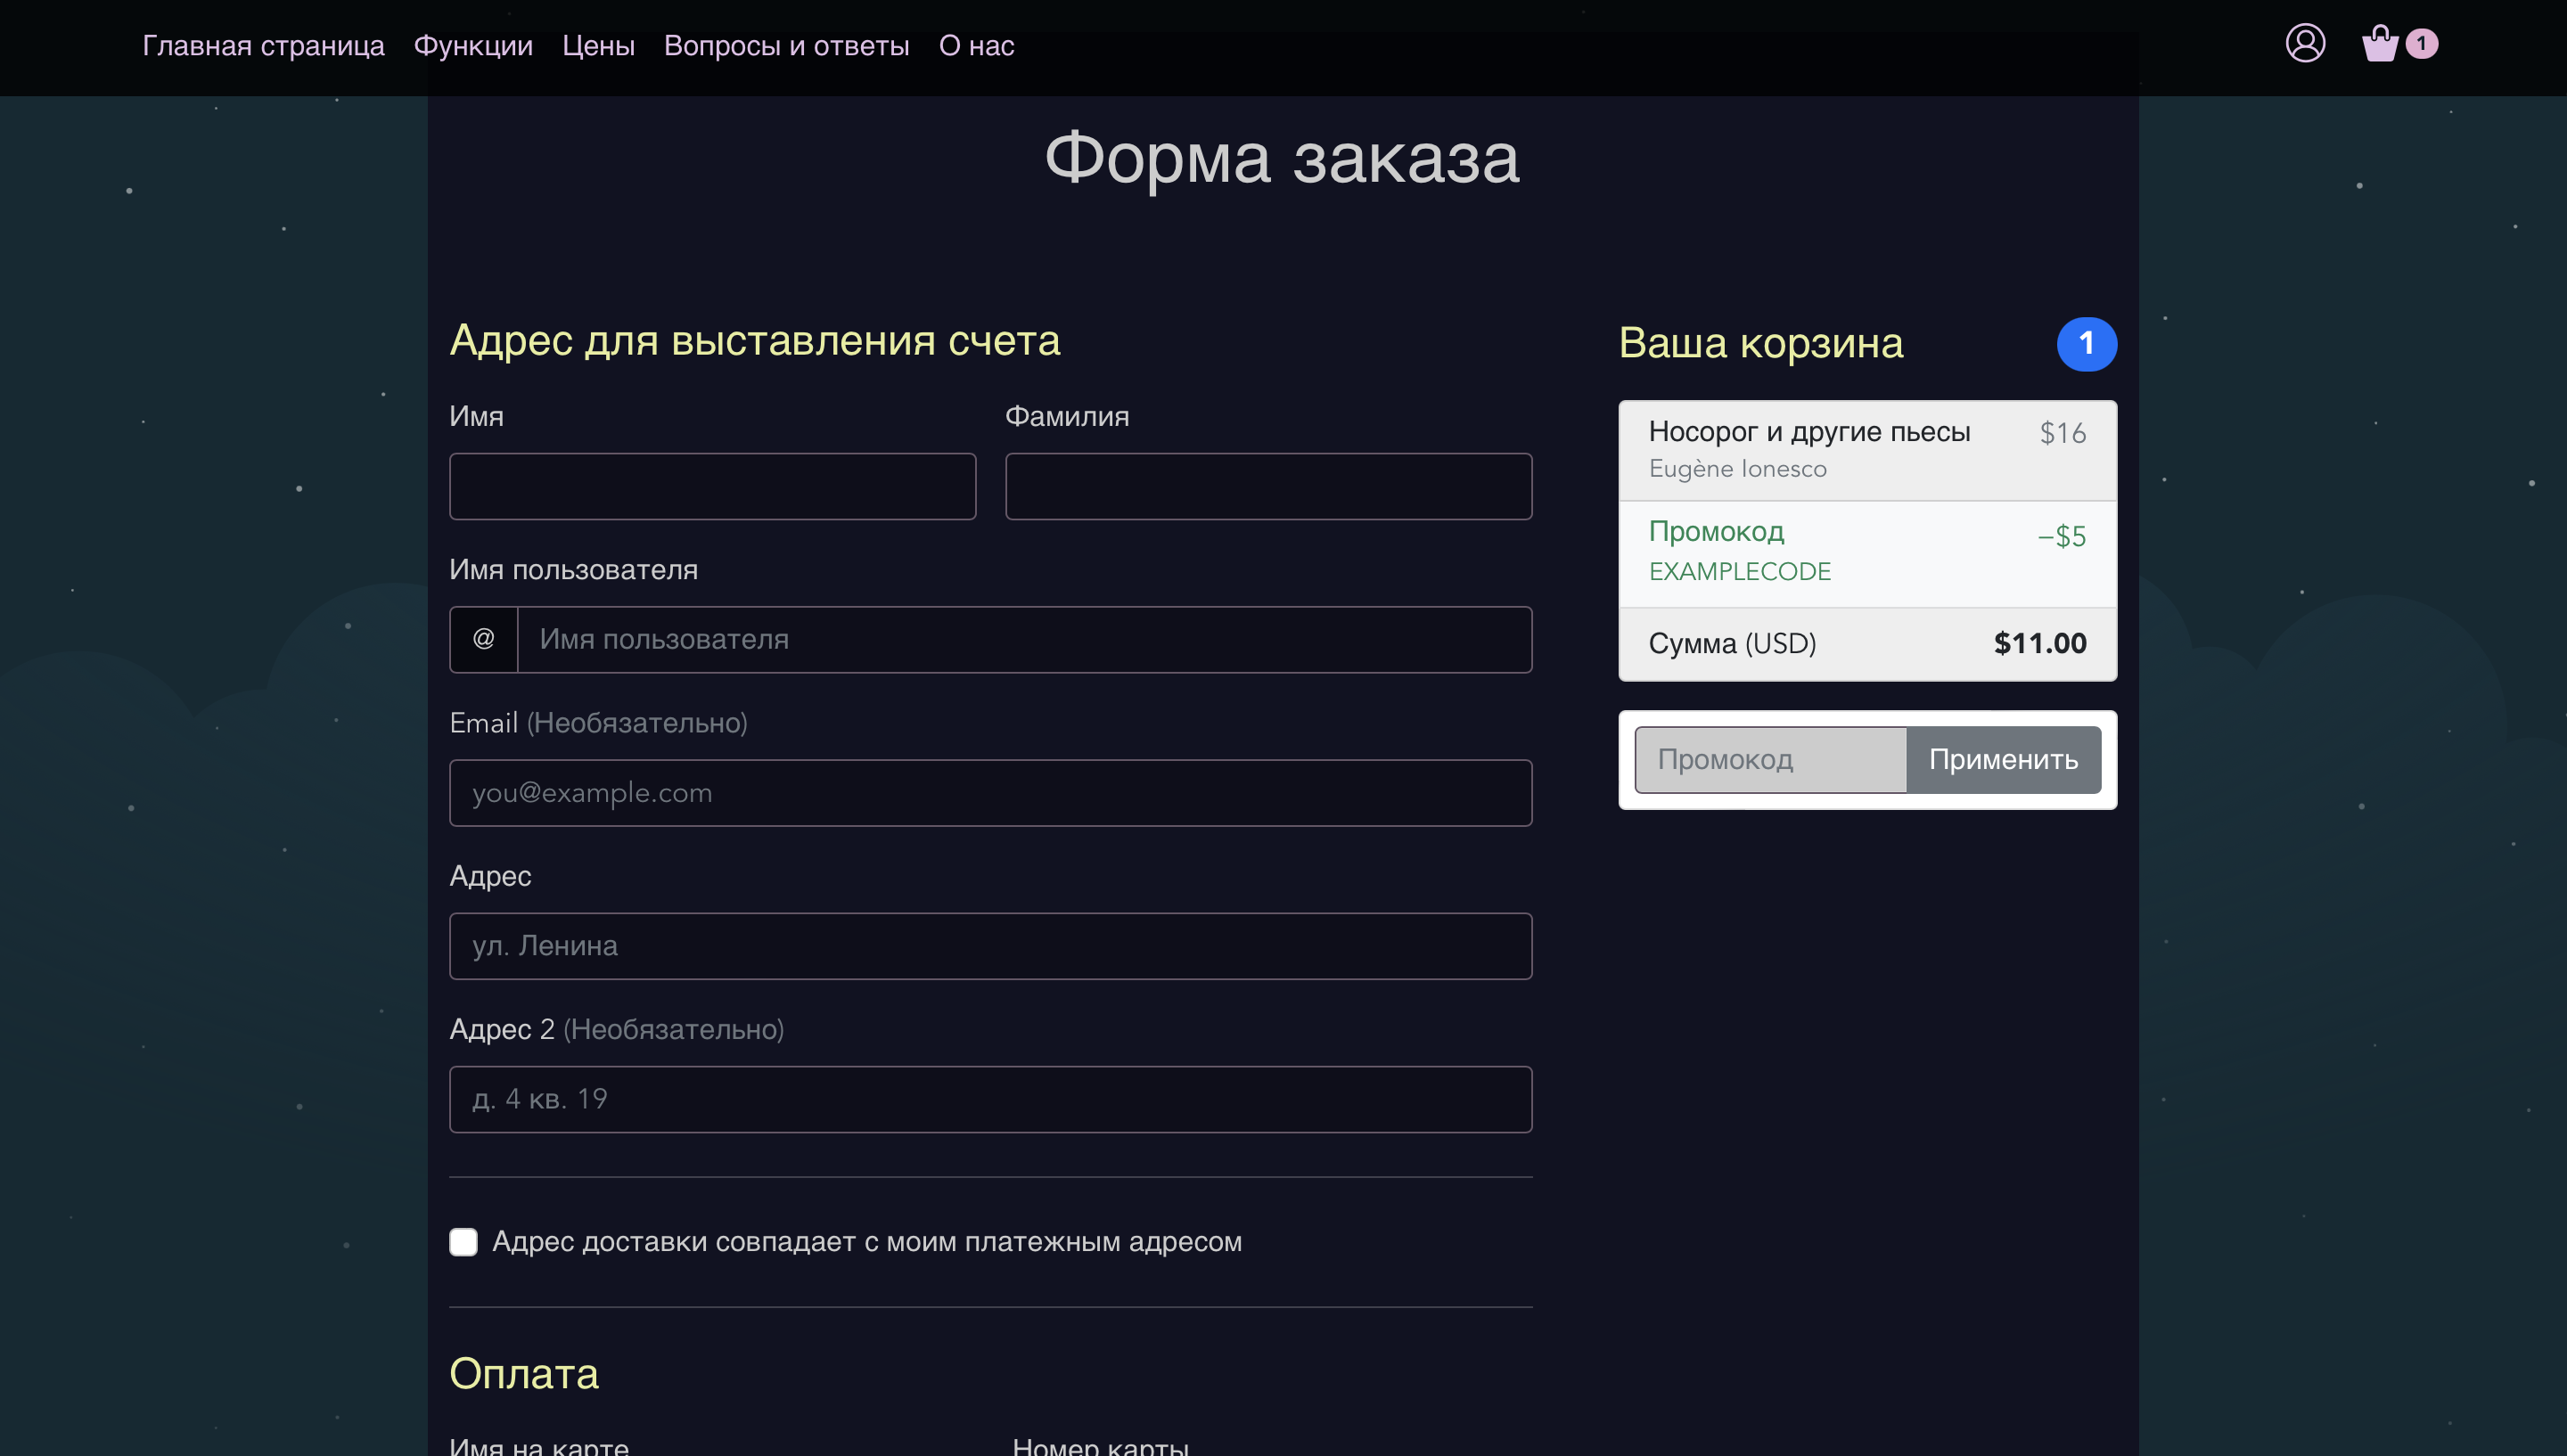 Главная страница Функции Цены Вопросы и ответы О нас 1
Форма заказа
Адрес для выставления счета
Имя Фамилия
Имя пользователя
@ Имя пользователя
Email (Необязательно)
you@example.com
Адрес
ул. Ленина
Адрес 2 (Необязательно)
д. 4 кв. 19
Адрес доставки совпадает с моим платежным адресом
Оплата
Имя на карте Номер карты
Ваша корзина 1
Носорог и другие пьесы $16
Eugène Ionesco
Промокод –$5
EXAMPLECODE
Сумма (USD) $11.00
Промокод Применить